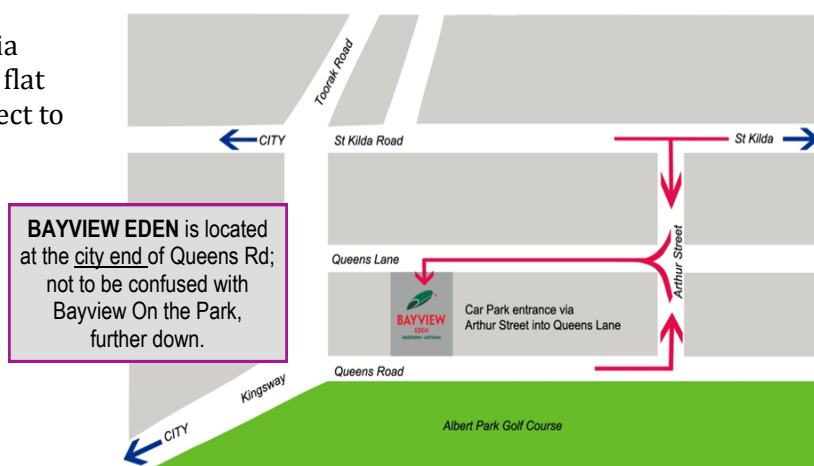 ia
flat
ect to
Toorak Road
CITY
St Kilda Road
St Kilda
BAYVIEW EDEN is located
at the city end of Queens Rd;
not to be confused with
Bayview On the Park,
further down.
Queens Lane
Arthur Street
BAYVIEW
EDEN
MELBOURNE • AUSTRALIA
Car Park entrance via
Arthur Street into Queens Lane
Queens Road
Kingsway
CITY
Albert Park Golf Course